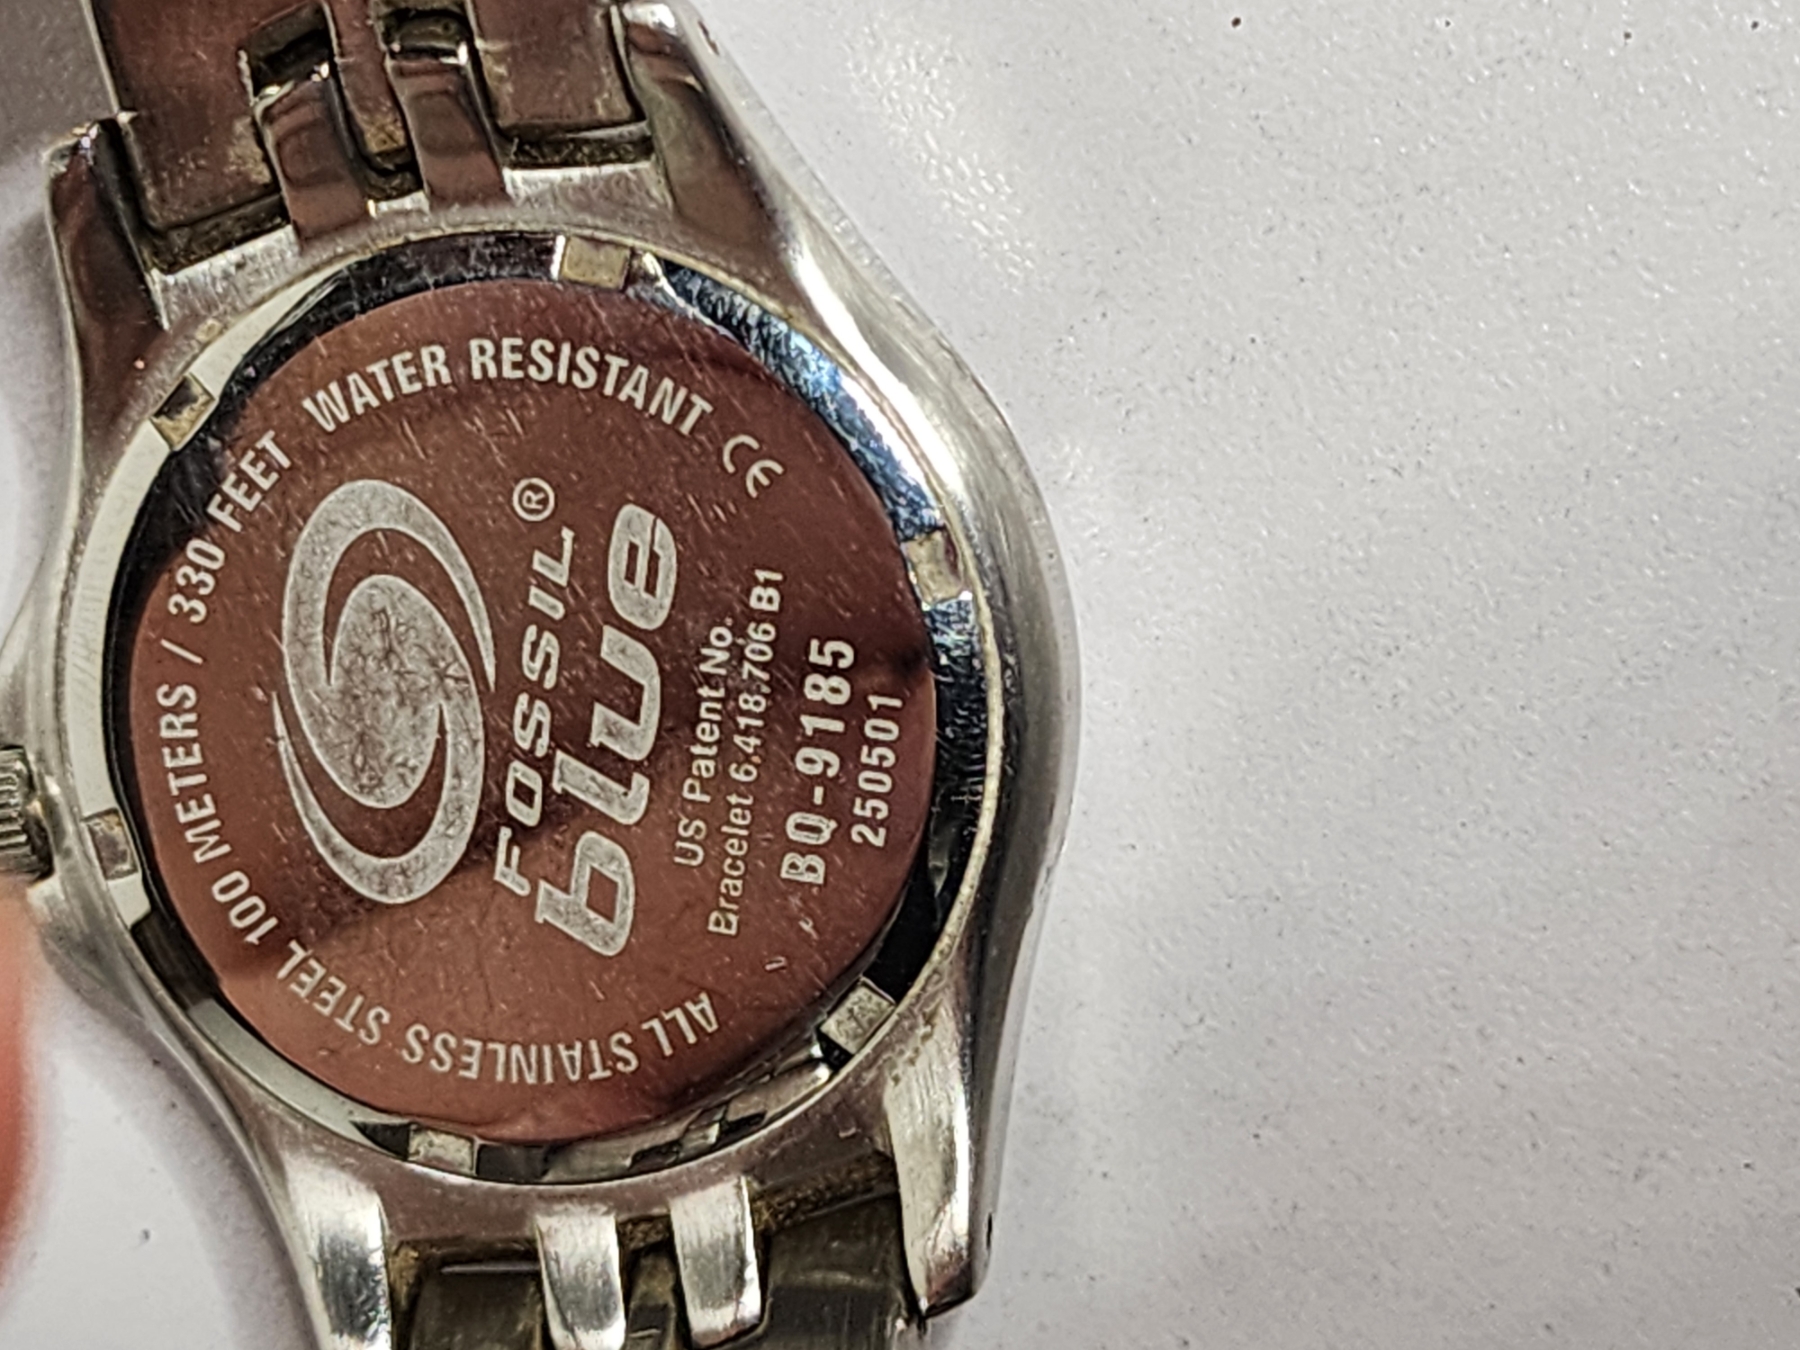 ALL STAINLESS STEEL 100 METERS / 330 FEET WATER RESISTANT CE
FOSSIL®
blue
US Patent No.
Bracelet 6,418,706 B1
BQ-9185
250501